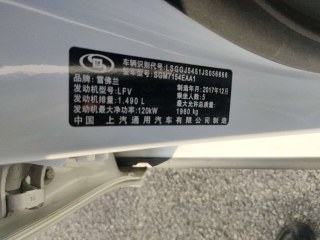 车辆识别代号:LSGGJ5451JS056666
整车型号:SGM7154EAA1
品牌:雪佛兰
发动机型号:LFV
制造年月:2017年12月
发动机排量:1.490 L
乘坐人数:5
发动机最大净功率:120kW
最大允许总质量:
1960 kg
中国 上汽通用汽车有限公司制造